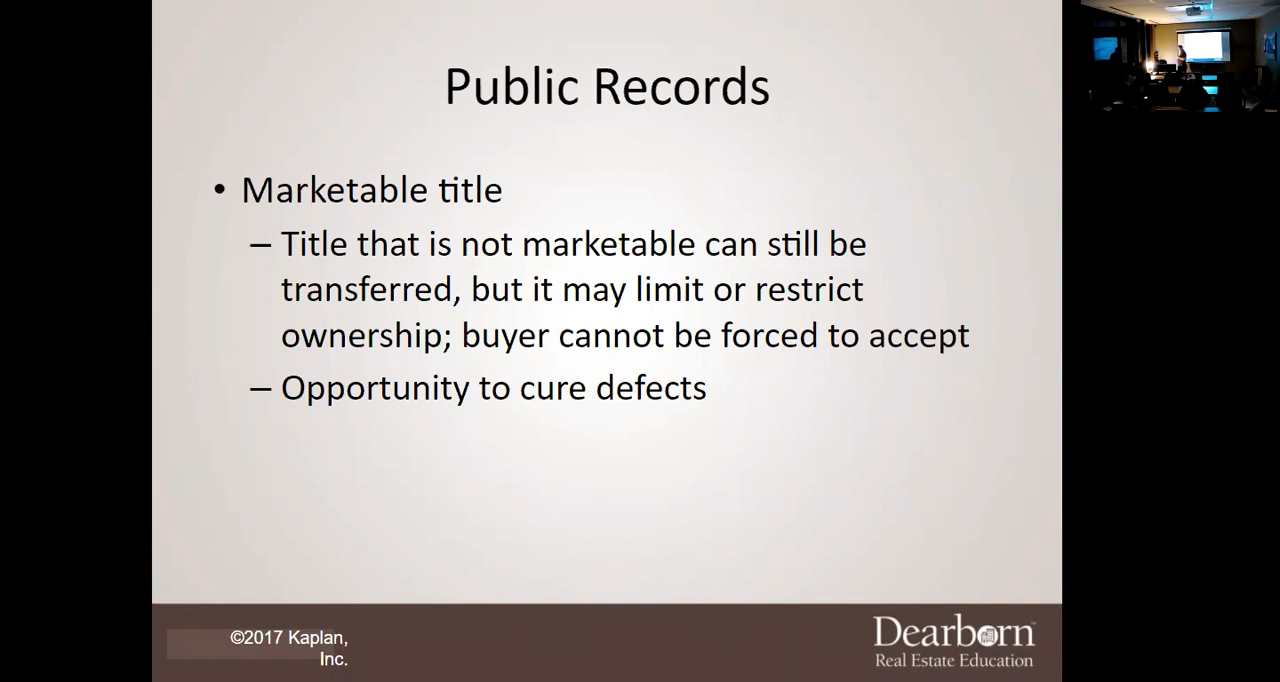 Public Records
• Marketable title
– Title that is not marketable can still be
transferred, but it may limit or restrict
ownership; buyer cannot be forced to accept
– Opportunity to cure defects
©2017 Kaplan,
Inc.
Dearborn™
Real Estate Education